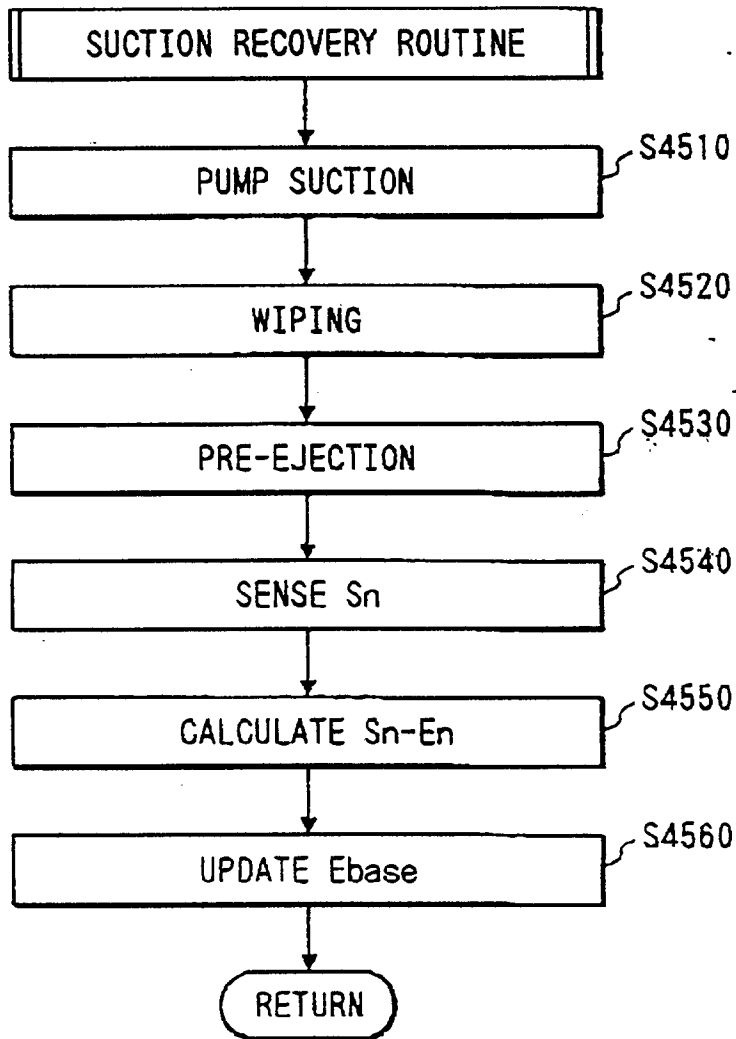 SUCTION RECOVERY ROUTINE
S4510
PUMP SUCTION
S4520
WIPING
S4530
PRE-EJECTION
S4540
SENSE Sn
S4550
CALCULATE Sn-En
S4560
UPDATE Ebase
RETURN